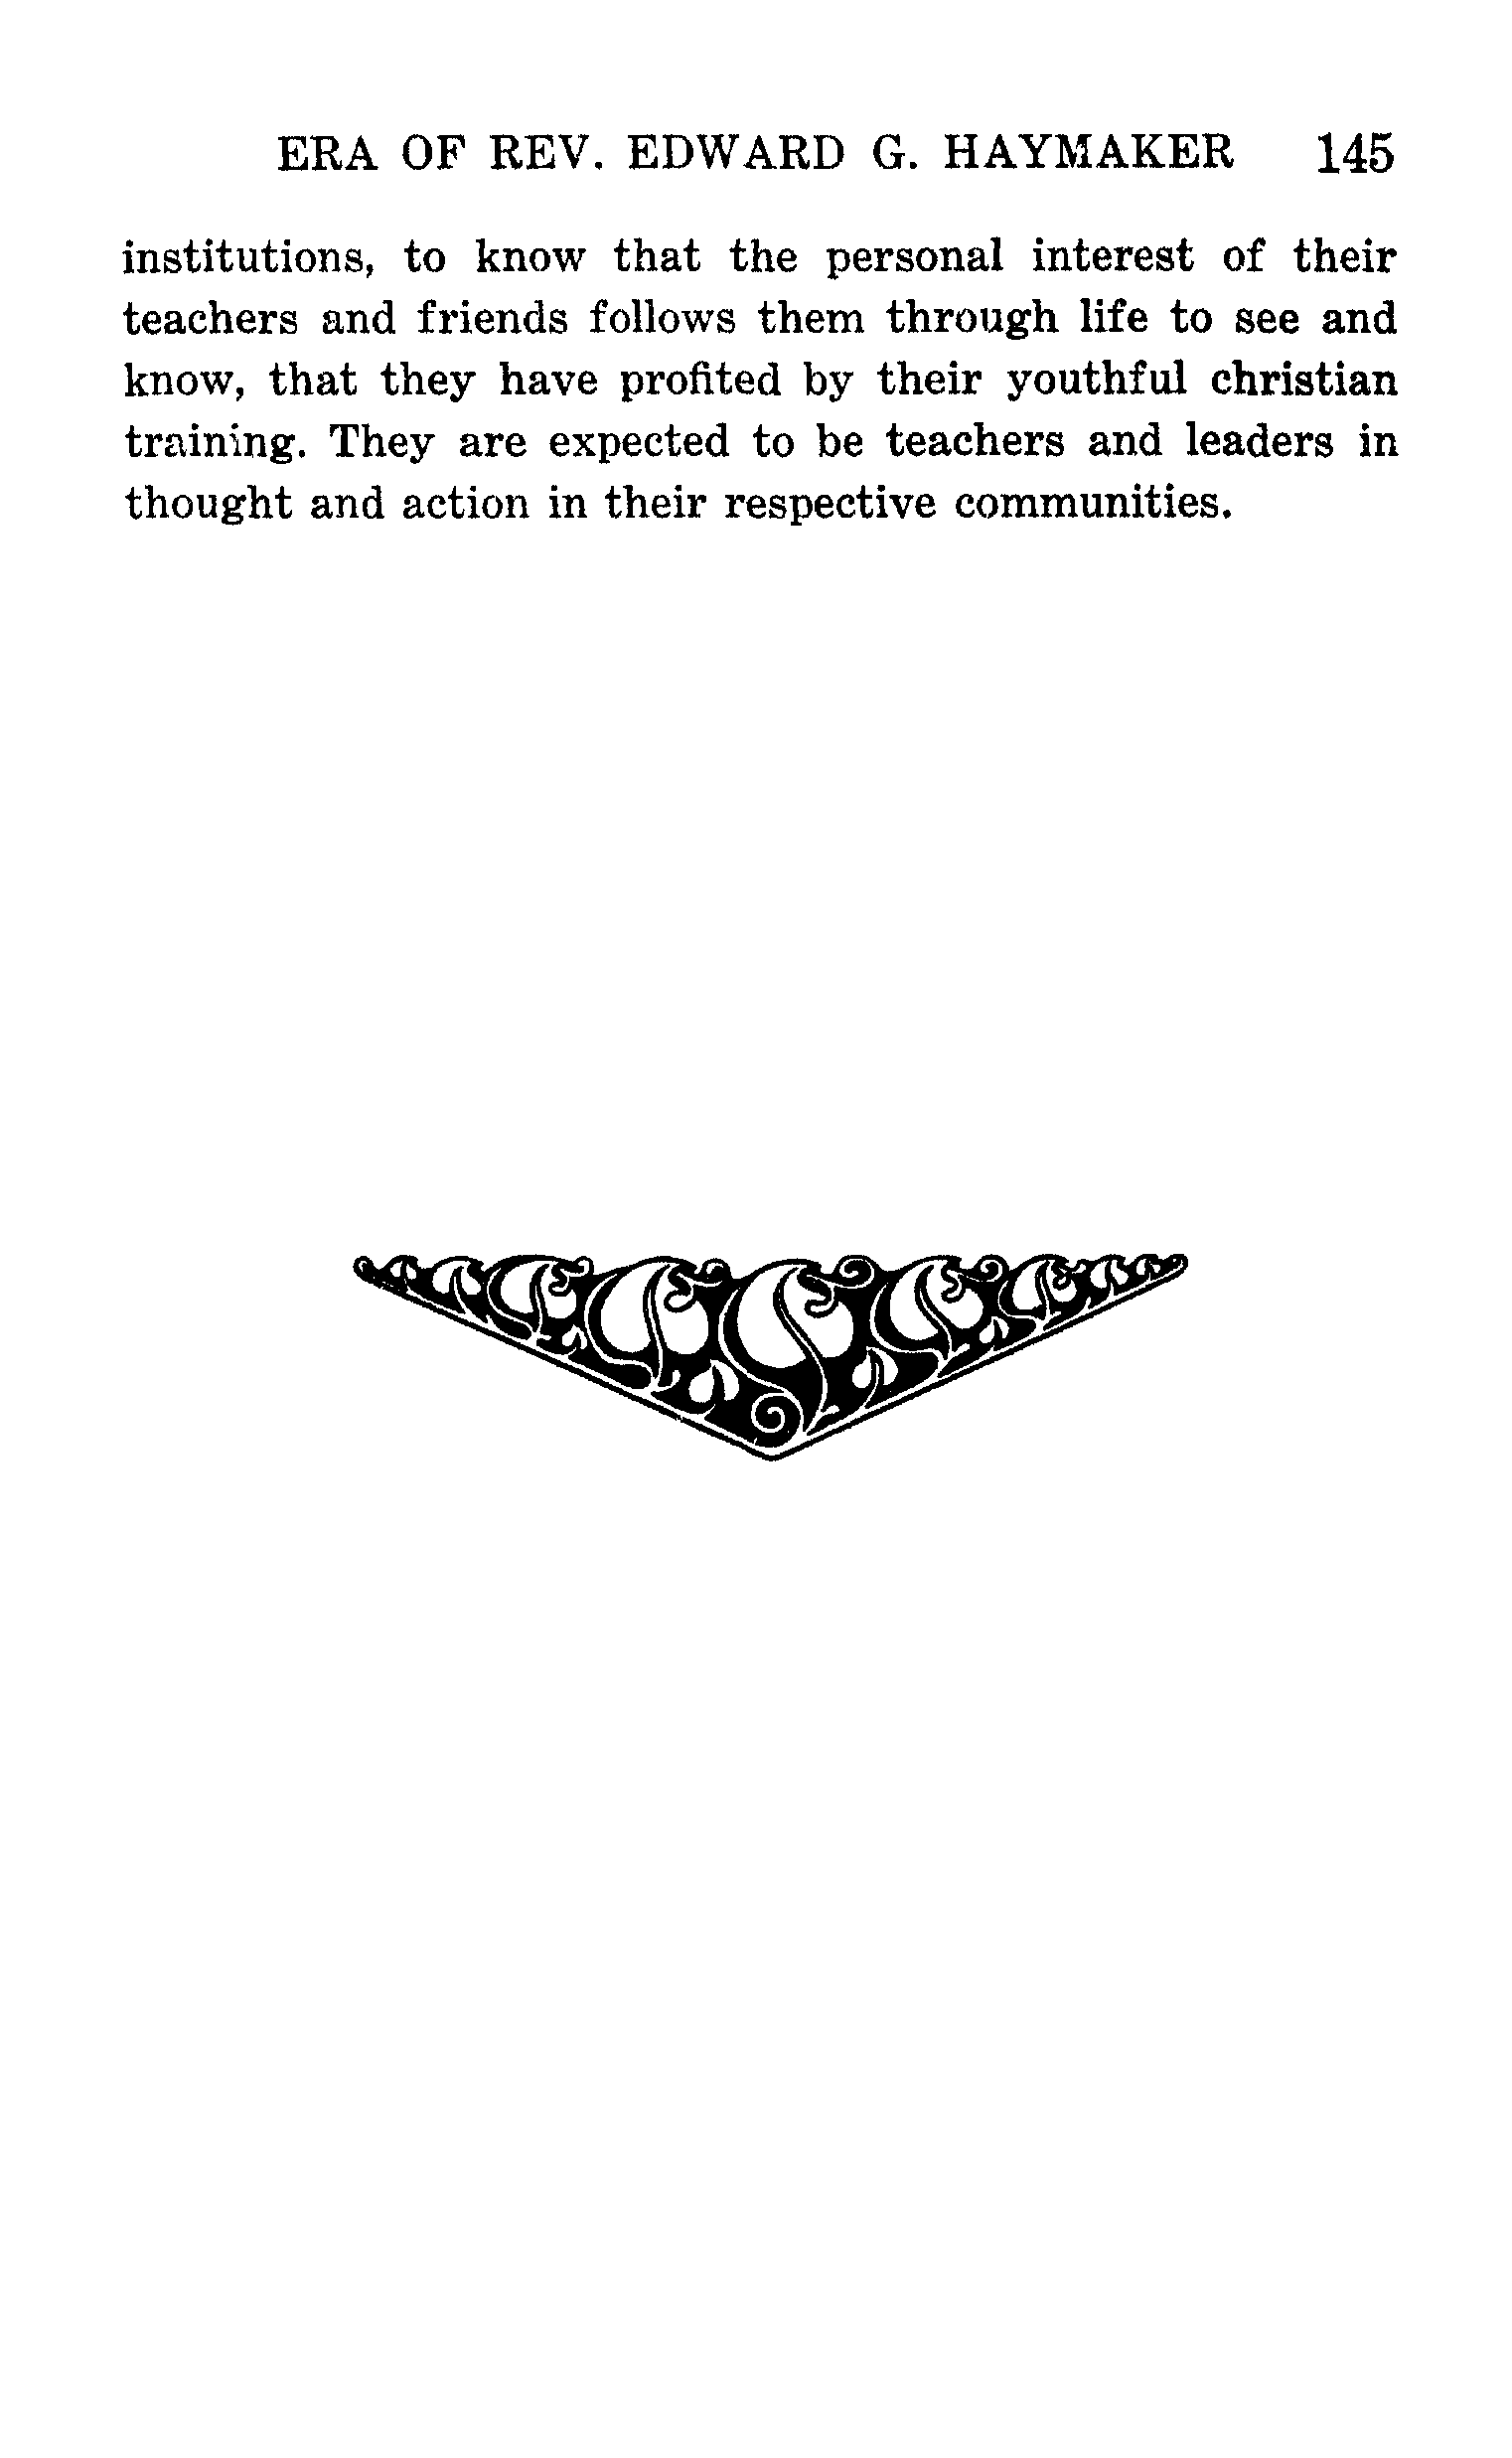 ERA OF REV. EDWARD G. HAYMAKER 145
institutions, to know that the personal interest of their
teachers and friends follows them through life to see and
know, that they have profited by their youthful christian
training. They are expected to be teachers and leaders in
thought and action in their respective communities.